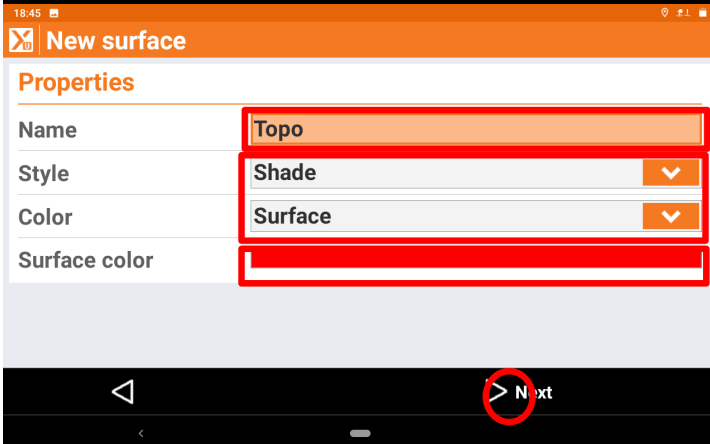 18:45
New surface
Properties
Name Topo
Style Shade
Color Surface
Surface color
Next